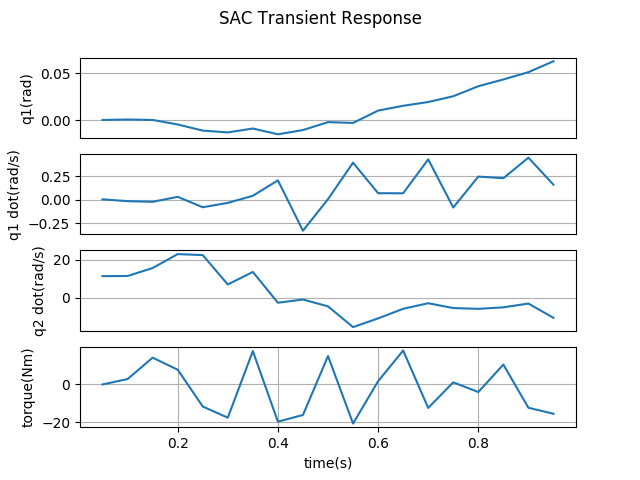 SAC Transient Response
q1(rad)
0.05
0.00
q1 dot(rad/s)
0.25
0.00
−0.25
q2 dot(rad/s)
20
0
torque(Nm)
0
−20
0.2 0.4 0.6 0.8
time(s)